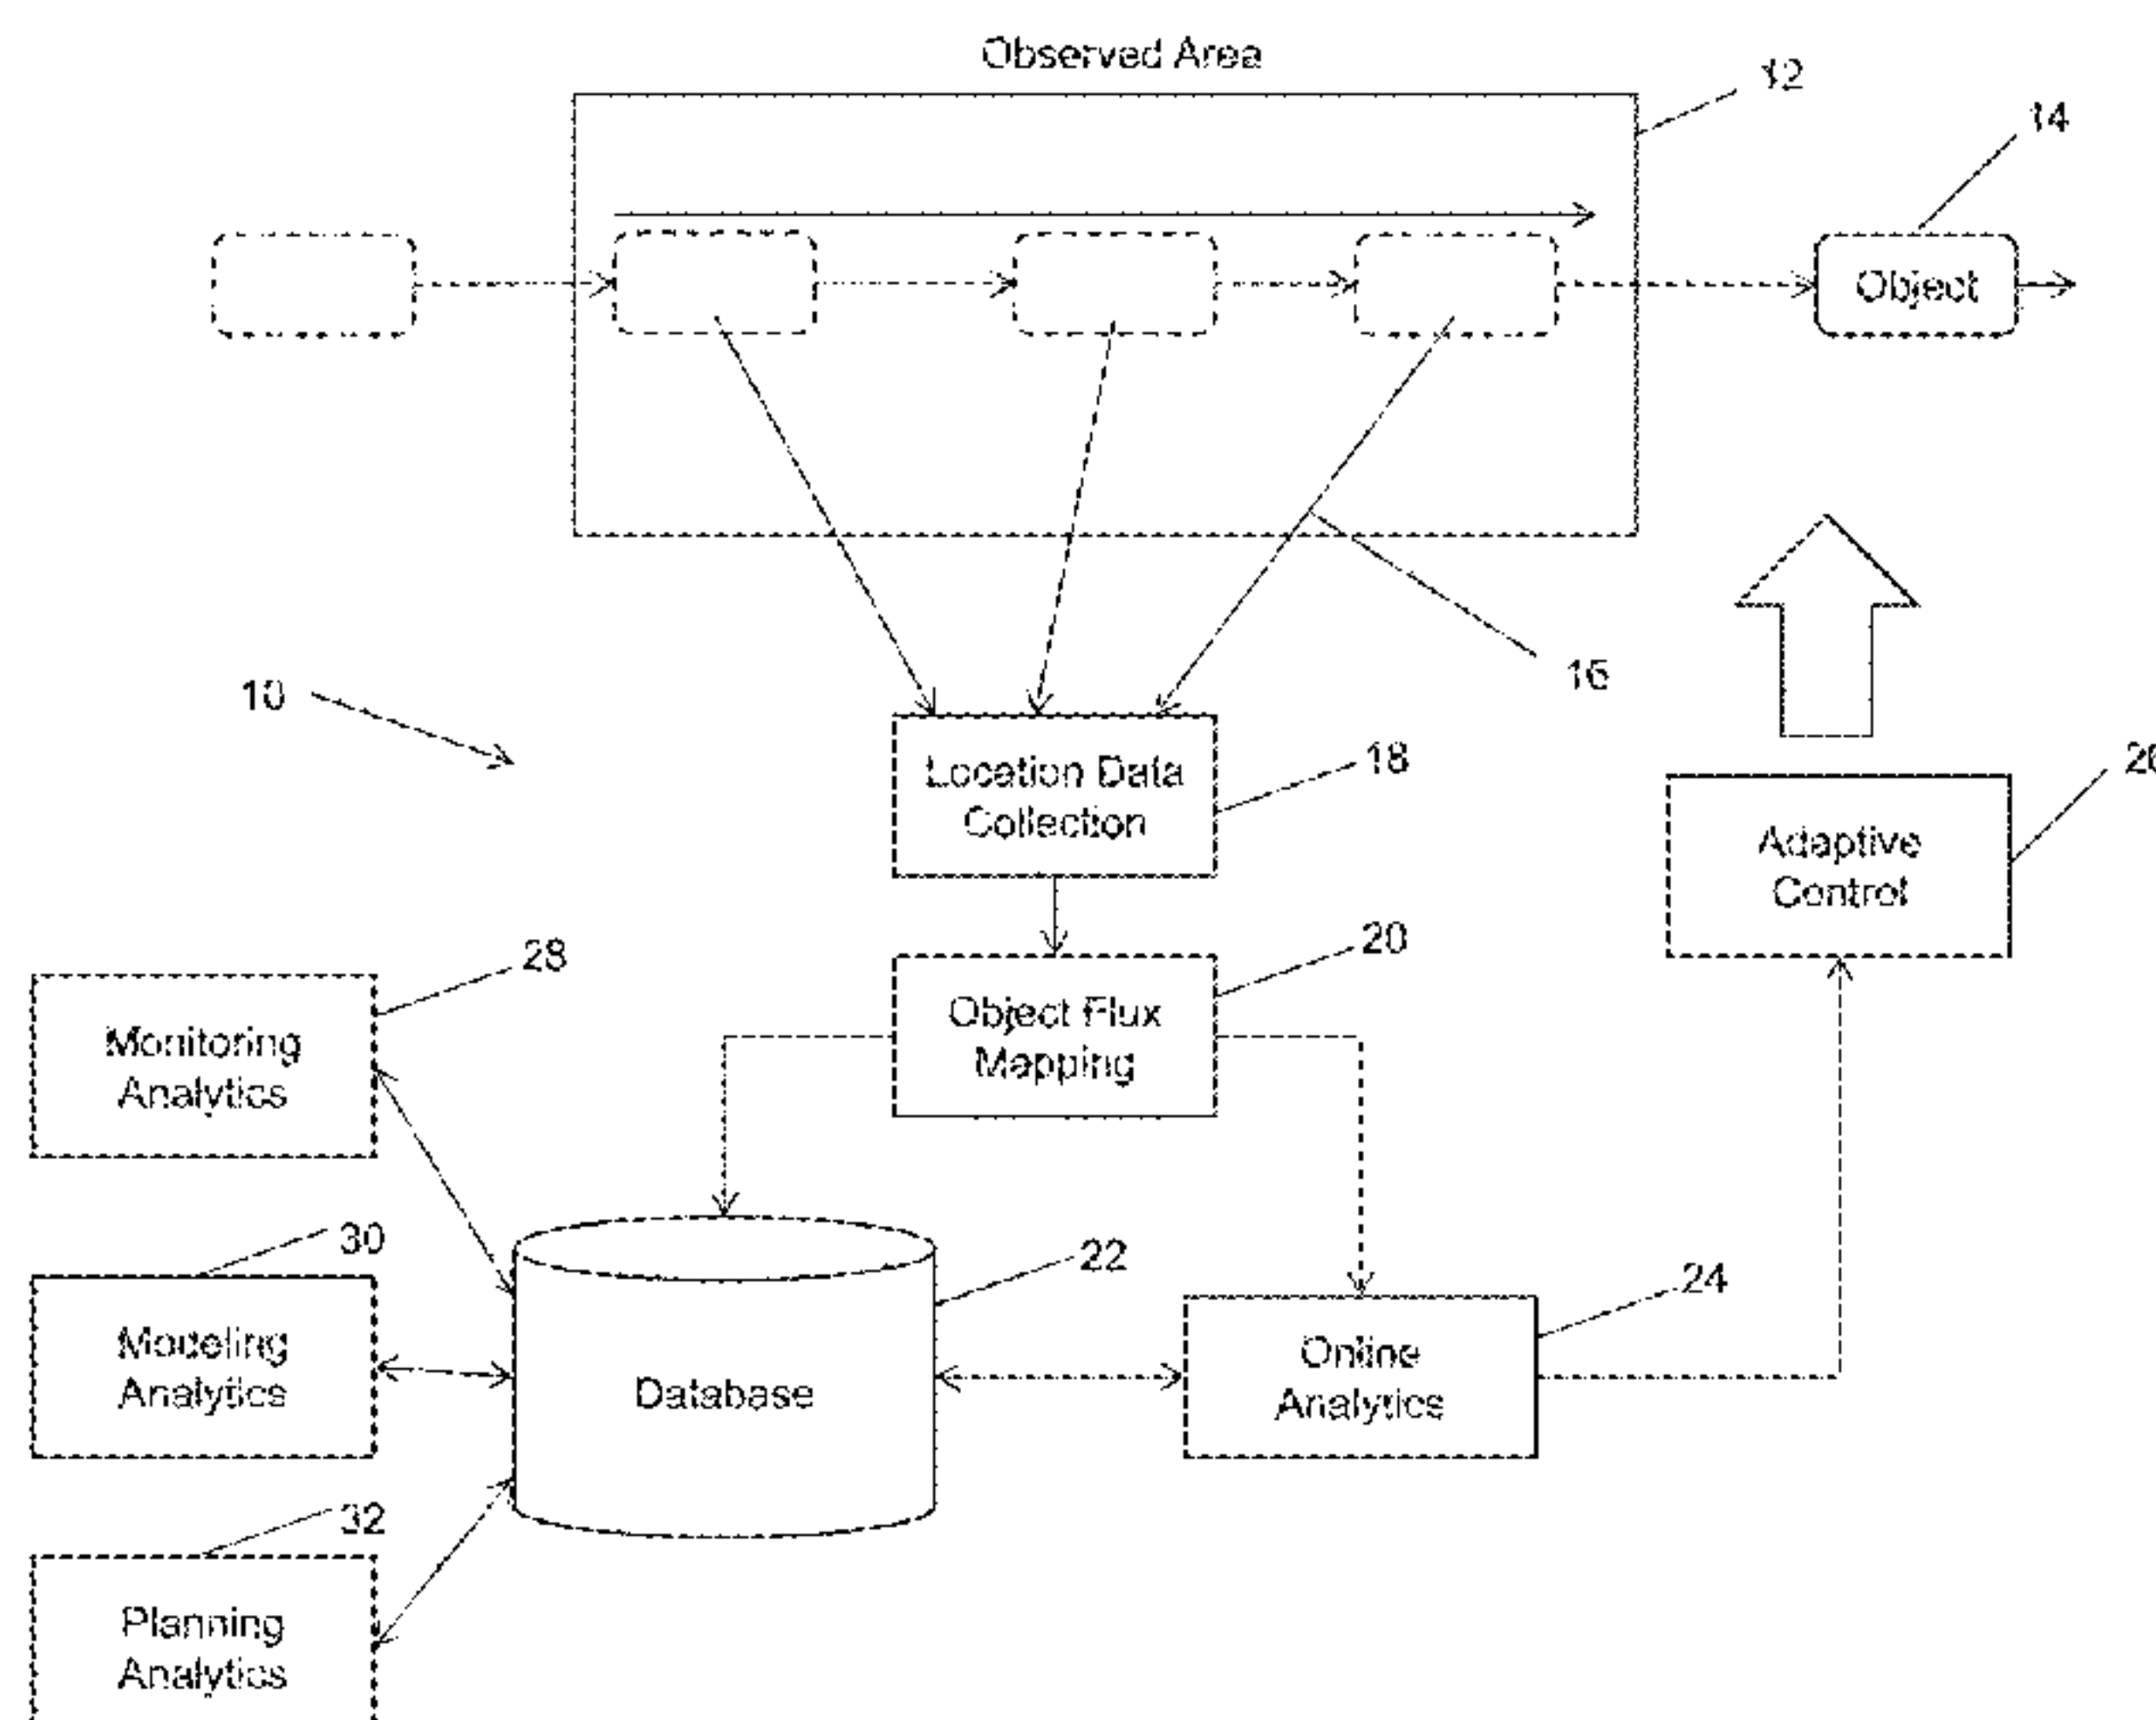 Observed Area
12
14
Object
16
10
Location Data
Collection
18
Adaptive
Control
Object Flux
Mapping
20
Monitoring
Analytics
28
Modeling
Analytics
30
Database
22
Online
Analytics
24
Planning
Analytics
32